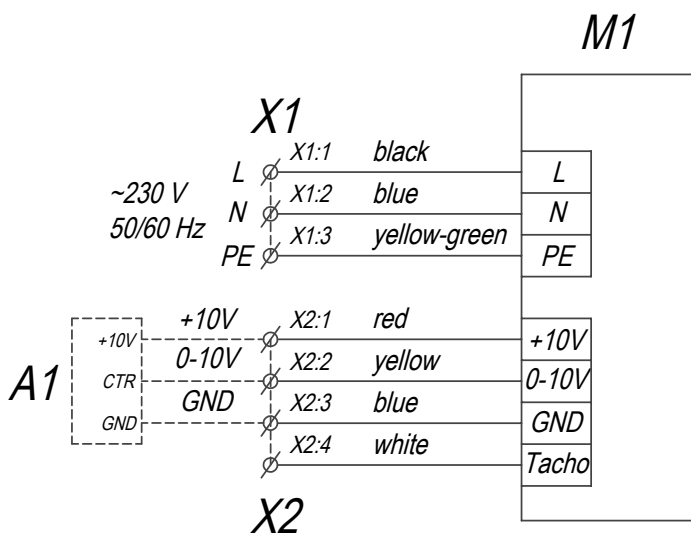 M1
X1
X1:1 black
L
L
~230 V
50/60 Hz
X1:2 blue
N
N
X1:3 yellow-green
PE
PE
A1
+10V
+10V
X2:1 red
+10V
CTR
0-10V
X2:2 yellow
0-10V
GND
GND
X2:3 blue
GND
X2:4 white
Tacho
X2